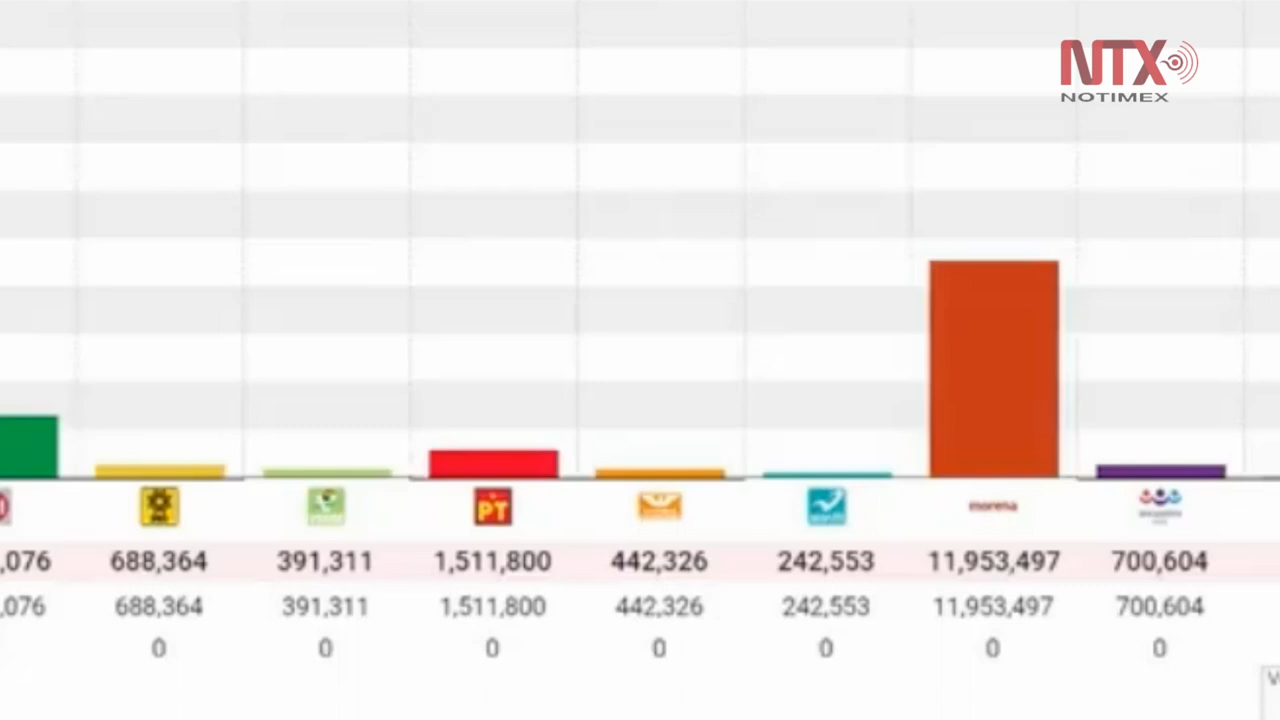 NTX
NOTIMEX
PT
morena
,076 688,364 391,311 1,511,800 442,326 242,553 11,953,497 700,604
,076 688,364 391,311 1,511,800 442,326 242,553 11,953,497 700,604
0 0 0 0 0 0 0